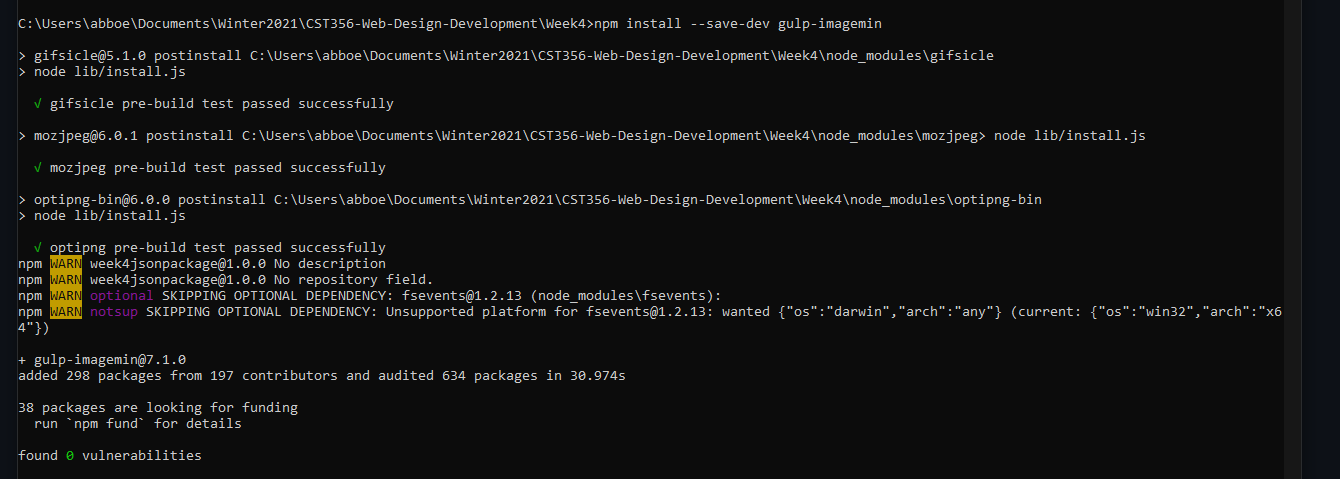 C:\Users\abboe\Documents\Winter2021\CST356-Web-Design-Development\Week4>npm install --save-dev gulp-imagemin
> gifsicle@5.1.0 postinstall C:\Users\abboe\Documents\Winter2021\CST356-Web-Design-Development\Week4\node_modules\gifsicle
> node lib/install.js
√ gifsicle pre-build test passed successfully
> mozjpeg@6.0.1 postinstall C:\Users\abboe\Documents\Winter2021\CST356-Web-Design-Development\Week4\node_modules\mozjpeg> node lib/install.js
√ mozjpeg pre-build test passed successfully
> optipng-bin@6.0.0 postinstall C:\Users\abboe\Documents\Winter2021\CST356-Web-Design-Development\Week4\node_modules\optipng-bin
> node lib/install.js
√ optipng pre-build test passed successfully
npm WARN week4jsonpackage@1.0.0 No description
npm WARN week4jsonpackage@1.0.0 No repository field.
npm WARN optional SKIPPING OPTIONAL DEPENDENCY: fsevents@1.2.13 (node_modules\fsevents):
npm WARN notsup SKIPPING OPTIONAL DEPENDENCY: Unsupported platform for fsevents@1.2.13: wanted {"os":"darwin","arch":"any"} (current: {"os":"win32","arch":"x6
4"})
+ gulp-imagemin@7.1.0
added 298 packages from 197 contributors and audited 634 packages in 30.974s
38 packages are looking for funding
run `npm fund` for details
found 0 vulnerabilities